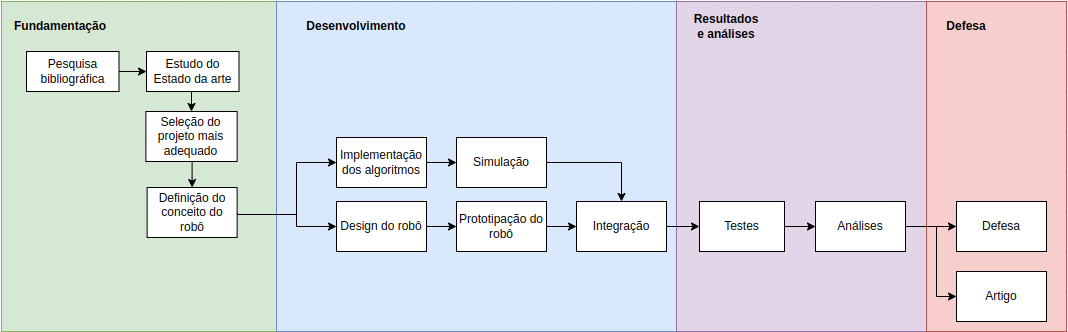 Fundamentação
Pesquisa
bibliográfica
Estudo do
Estado da arte
Seleção do
projeto mais
adequado
Definição do
conceito do
robô
Desenvolvimento
Implementação
dos algoritmos
Simulação
Design do robô
Prototipação do
robô
Integração
Resultados
e análises
Testes
Análises
Defesa
Defesa
Artigo